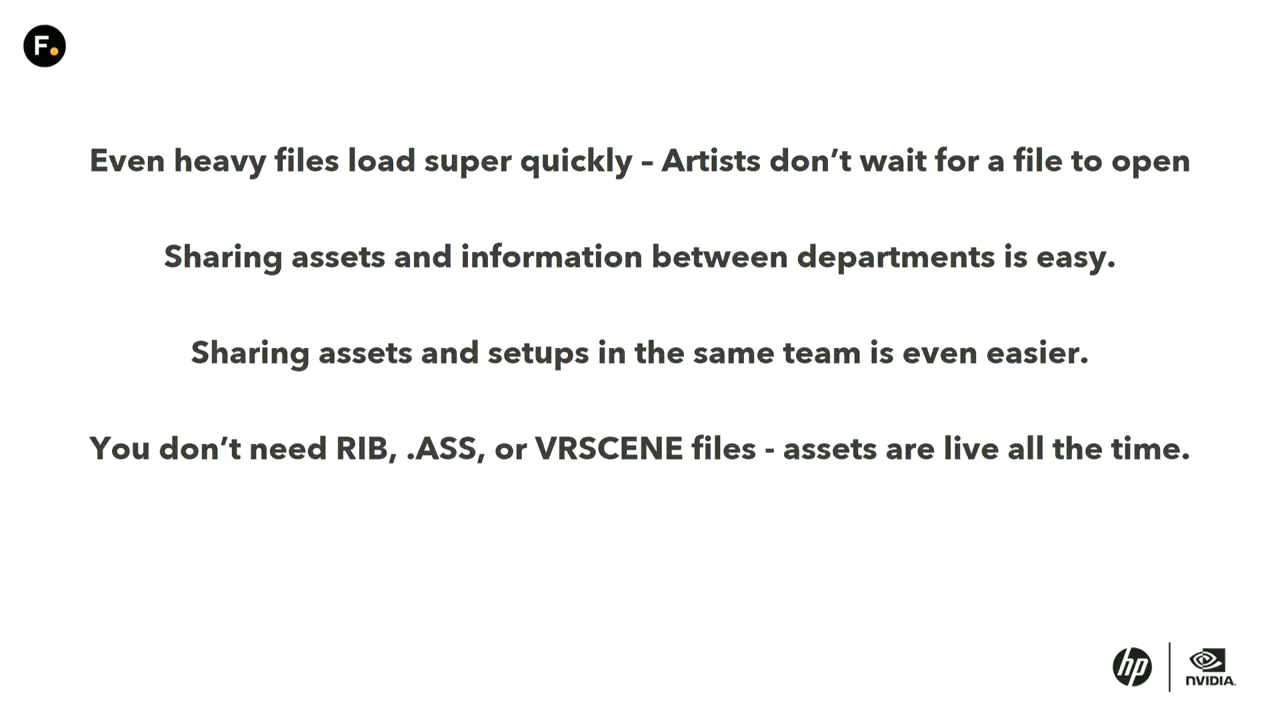 F.
Even heavy files load super quickly – Artists don’t wait for a file to open
Sharing assets and information between departments is easy.
Sharing assets and setups in the same team is even easier.
You don’t need RIB, .ASS, or VRSCENE files - assets are live all the time.
hp
NVIDIA.